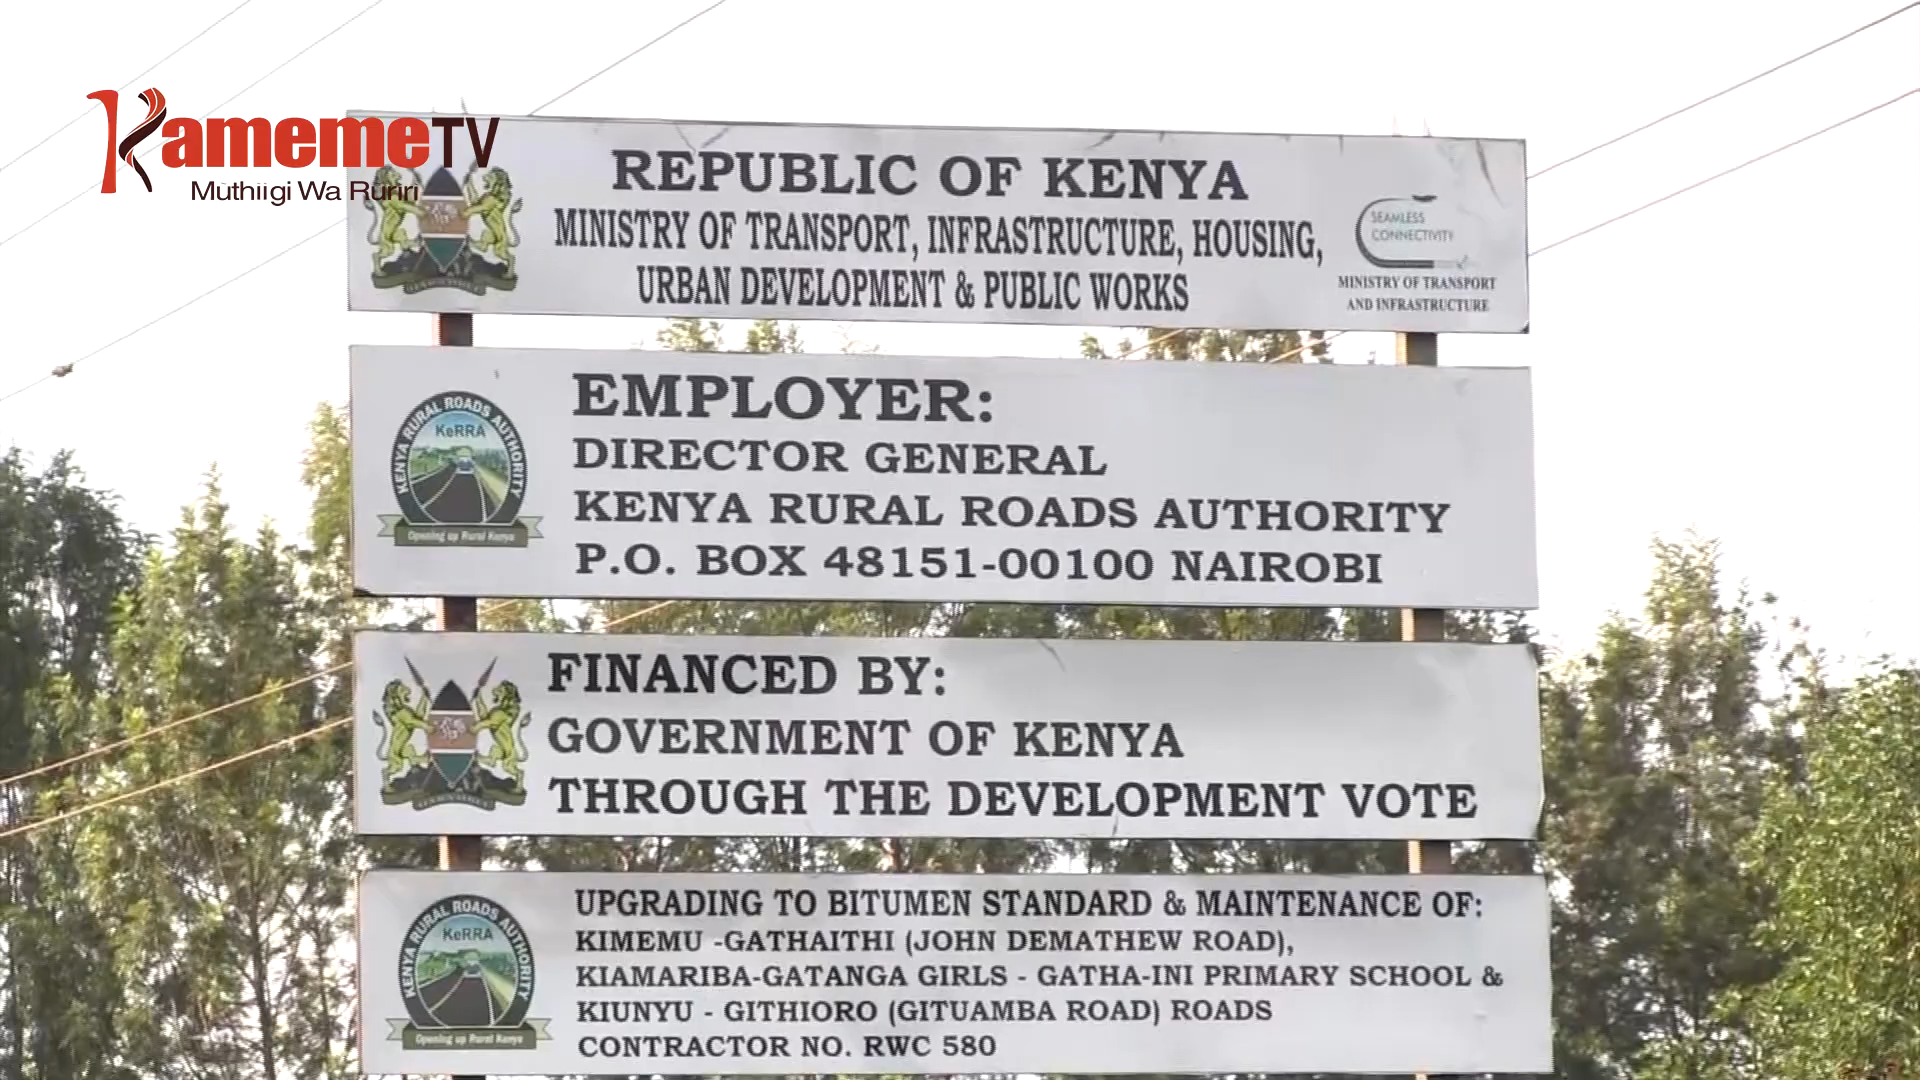 KamemeTV
Muthiigi Wa Ruriri
REPUBLIC OF KENYA
MINISTRY OF TRANSPORT, INFRASTRUCTURE, HOUSING,
URBAN DEVELOPMENT & PUBLIC WORKS
SEAMLESS
CONNECTIVITY
MINISTRY OF TRANSPORT
AND INFRASTRUCTURE
KENYA RURAL ROADS AUTHORITY
KeRRA
Opening up Rural Kenya
EMPLOYER:
DIRECTOR GENERAL
KENYA RURAL ROADS AUTHORITY
P.O. BOX 48151-00100 NAIROBI
FINANCED BY:
GOVERNMENT OF KENYA
THROUGH THE DEVELOPMENT VOTE
KENYA RURAL ROADS AUTHORITY
KeRRA
Opening up Rural Kenya
UPGRADING TO BITUMEN STANDARD & MAINTENANCE OF:
KIMEMU -GATHAITHI (JOHN DEMATHEW ROAD),
KIAMARIBA-GATANGA GIRLS - GATHA-INI PRIMARY SCHOOL &
KIUNYU - GITHIORO (GITUAMBA ROAD) ROADS
CONTRACTOR NO. RWC 580